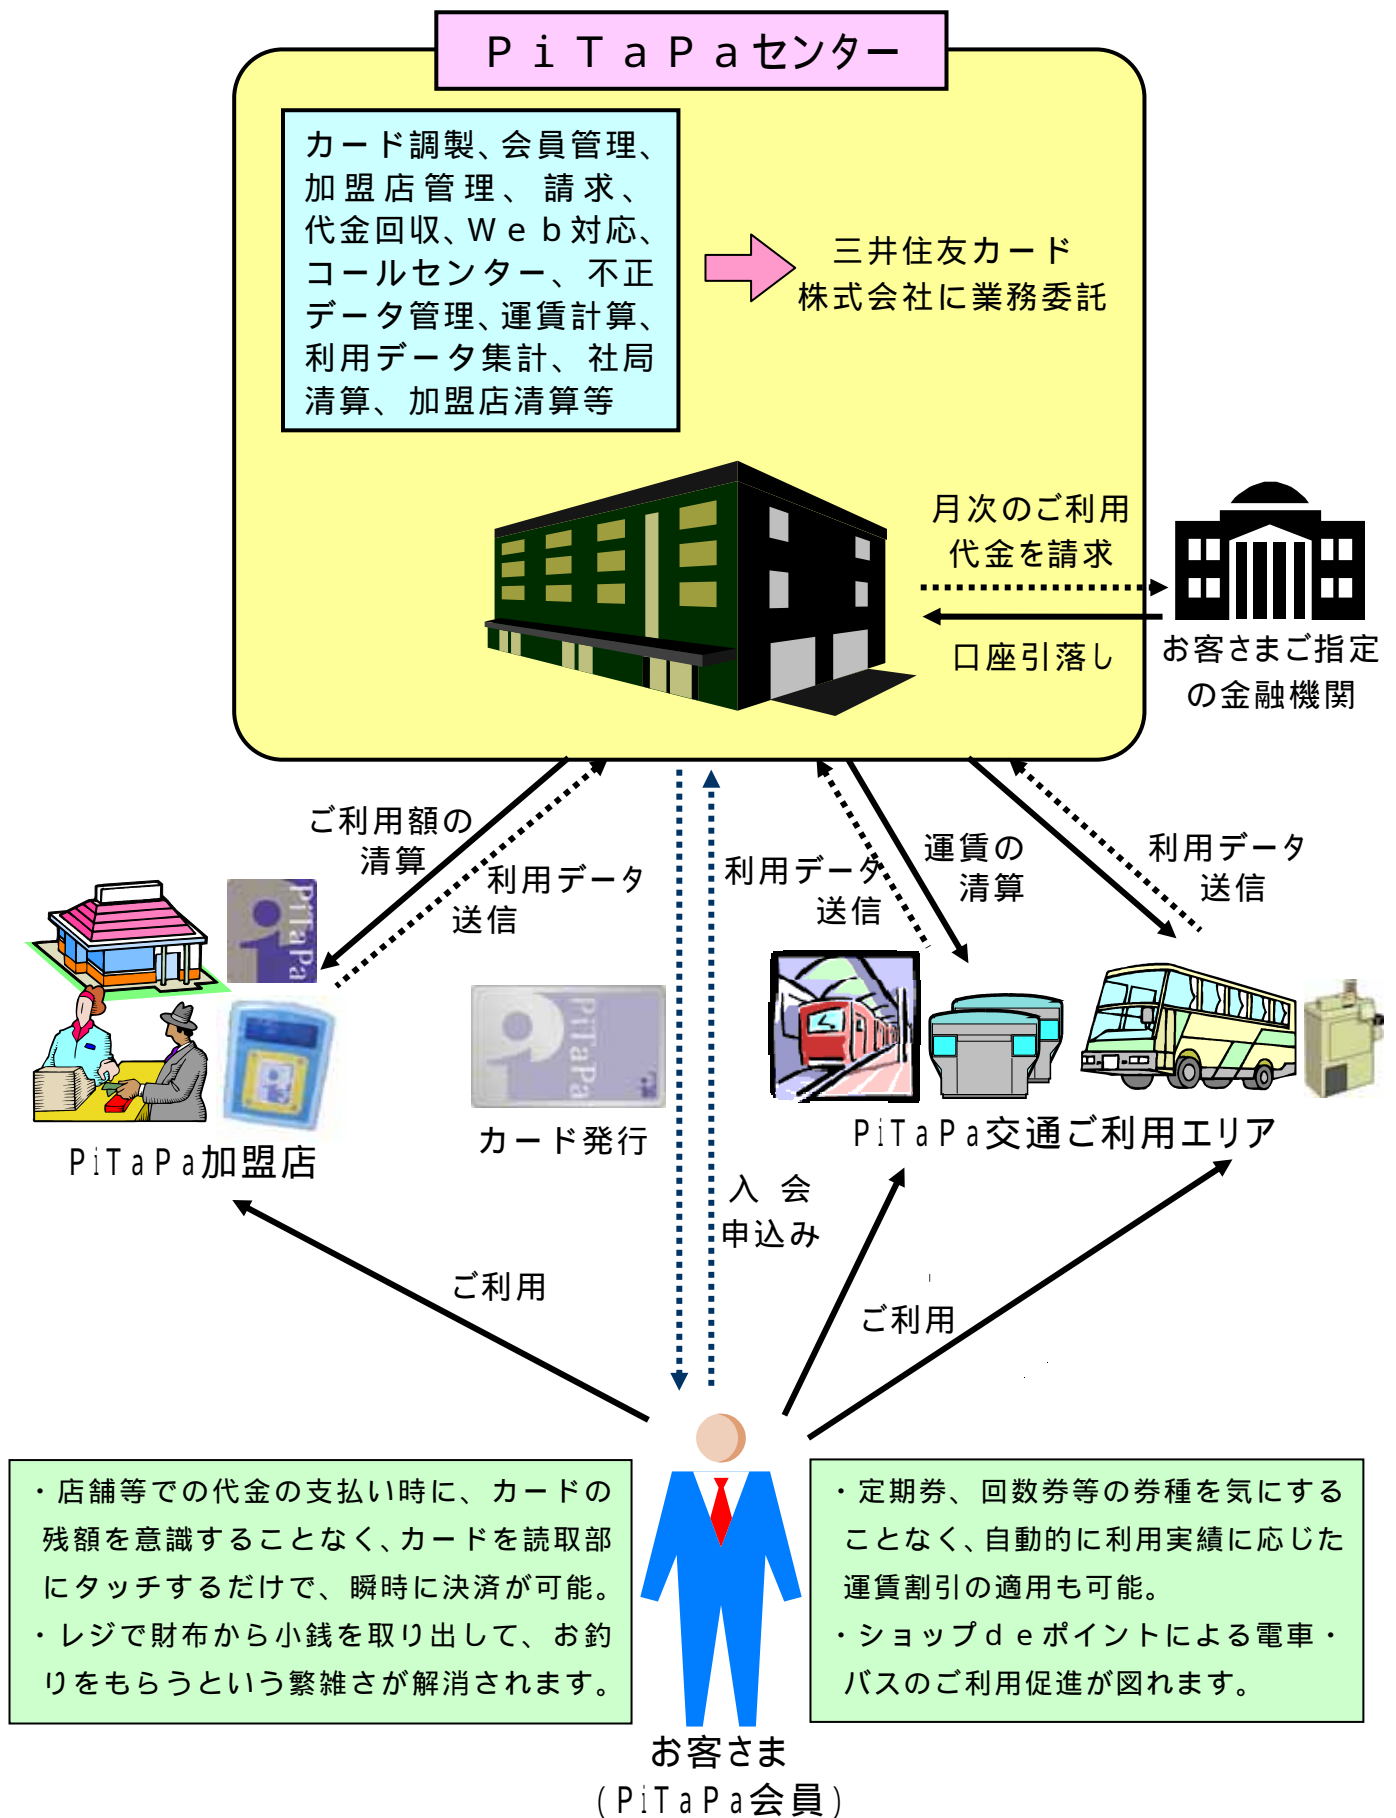 PiTaPaセンター
カード調製、会員管理、
加盟店管理、請求、
代金回収、Web対応、
コールセンター、不正
データ管理、運賃計算、
利用データ集計、社局
清算、加盟店清算等
三井住友カード
株式会社に業務委託
月次のご利用
代金を請求
口座引落し
お客さまご指定
の金融機関
ご利用額の
清算
利用データ
送信
利用データ
送信
運賃の
清算
利用データ
送信
PiTaPa
PiTaPa
カード発行
PiTaPa加盟店
PiTaPa交通ご利用エリア
入 会
申込み
ご利用
ご利用
・店舗等での代金の支払い時に、カードの
残額を意識することなく、カードを読取部
にタッチするだけで、瞬時に決済が可能。
・レジで財布から小銭を取り出して、お釣
りをもらうという繁雑さが解消されます。
・定期券、回数券等の券種を気にする
ことなく、自動的に利用実績に応じた
運賃割引の適用も可能。
・ショップdeポイントによる電車・
バスのご利用促進が図れます。
お客さま
(PiTaPa会員)